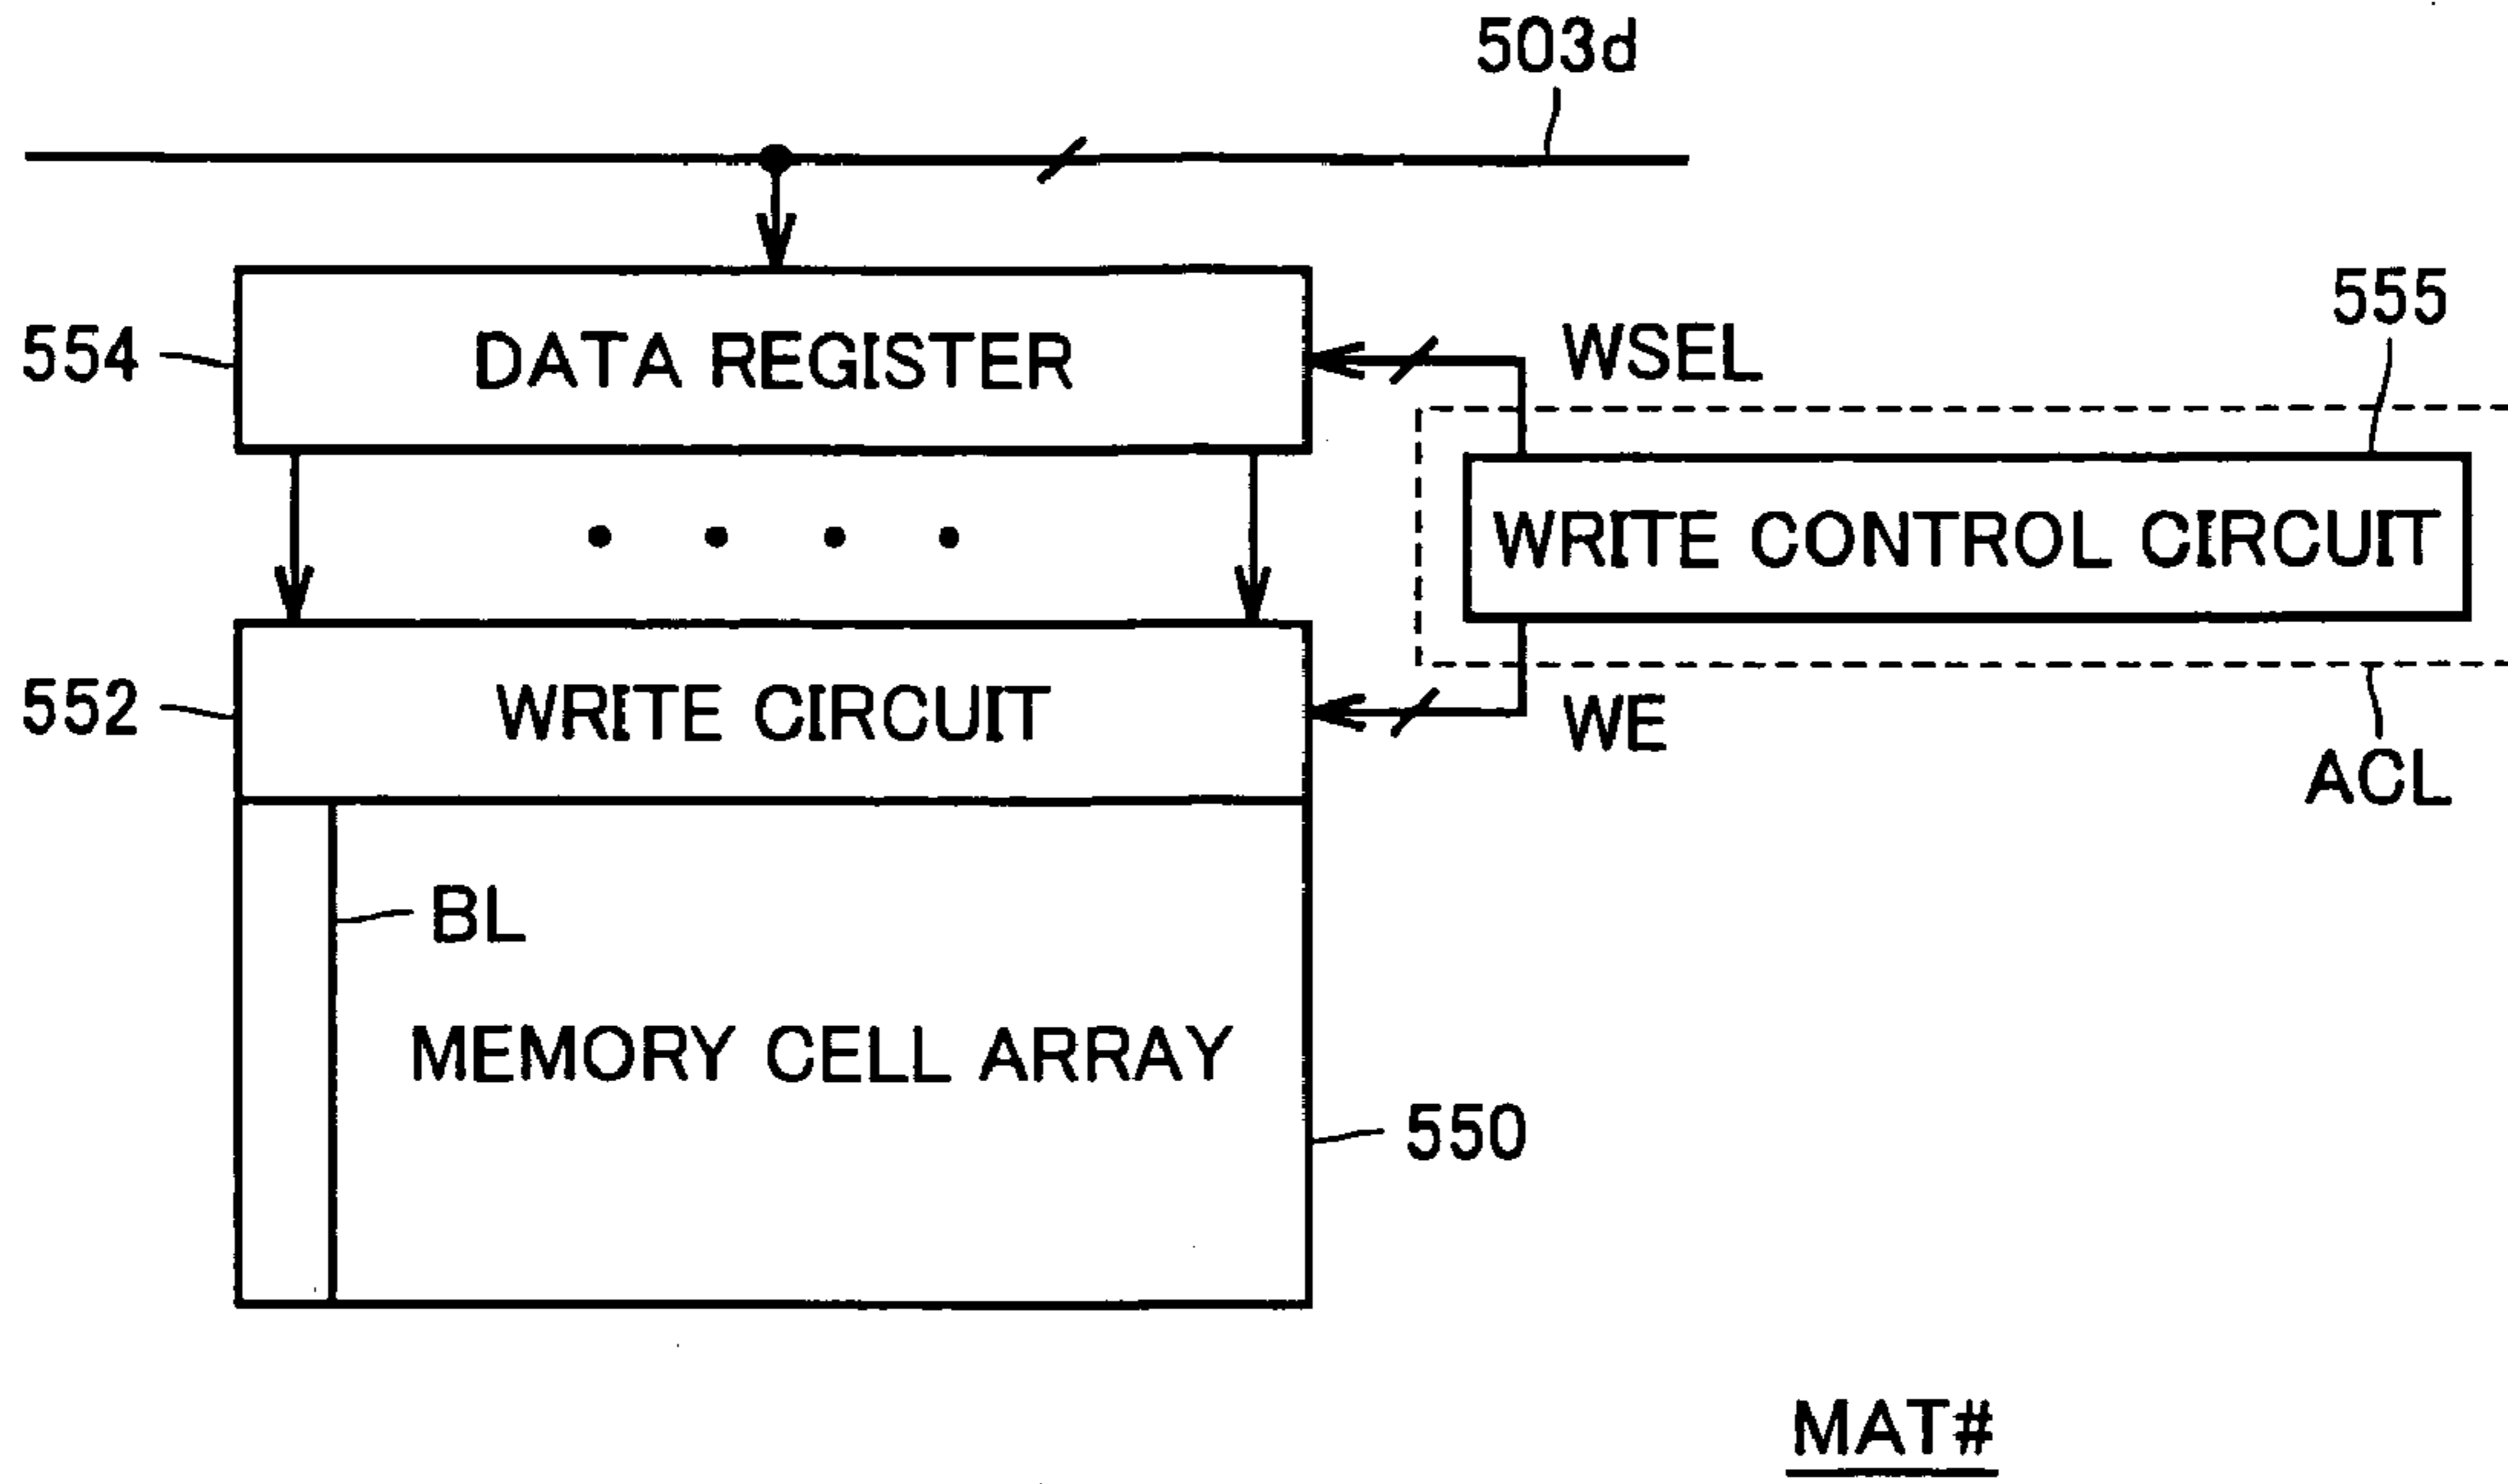 503d
555
554
DATA REGISTER
WSEL
WRITE CONTROL CIRCUIT
552
WRITE CIRCUIT
WE
ACL
BL
MEMORY CELL ARRAY
550
MAT#